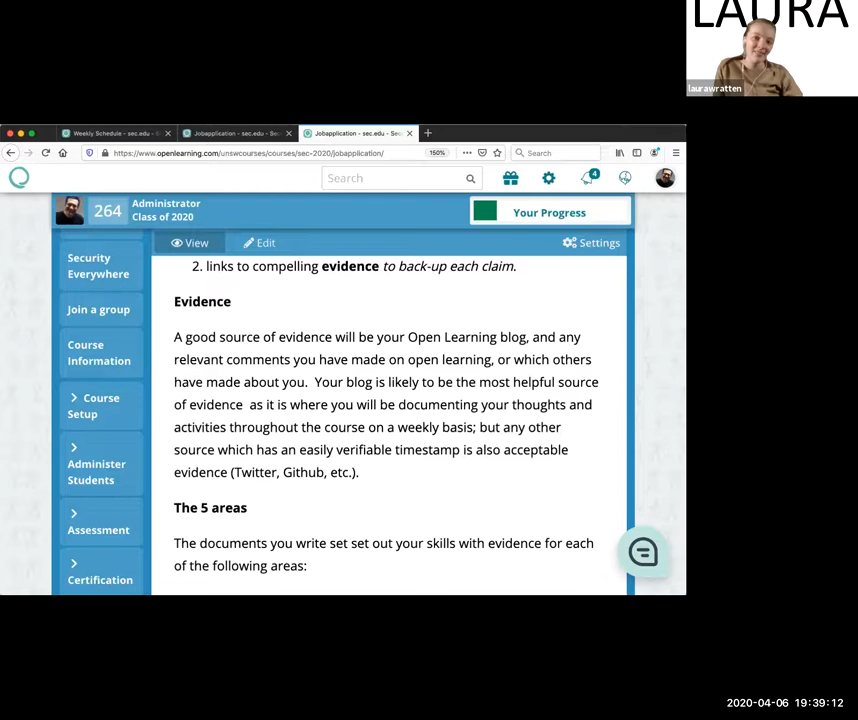 LAURA
laurawratten
Weekly Schedule - sec.edu - S
Jobapplication - sec.edu - Sec
Jobapplication - sec.edu - Sec
https://www.openlearning.com/unswcourses/courses/sec-2020/jobapplication/
150%
Search
Search
4
264
Administrator
Class of 2020
Your Progress
View
Edit
Settings
Security
Everywhere
Join a group
Course
Information
Course
Setup
Administer
Students
Assessment
Certification
2. links to compelling evidence to back-up each claim.
Evidence
A good source of evidence will be your Open Learning blog, and any
relevant comments you have made on open learning, or which others
have made about you. Your blog is likely to be the most helpful source
of evidence as it is where you will be documenting your thoughts and
activities throughout the course on a weekly basis; but any other
source which has an easily verifiable timestamp is also acceptable
evidence (Twitter, Github, etc.).
The 5 areas
The documents you write set set out your skills with evidence for each
of the following areas:
2020-04-06 19:39:12